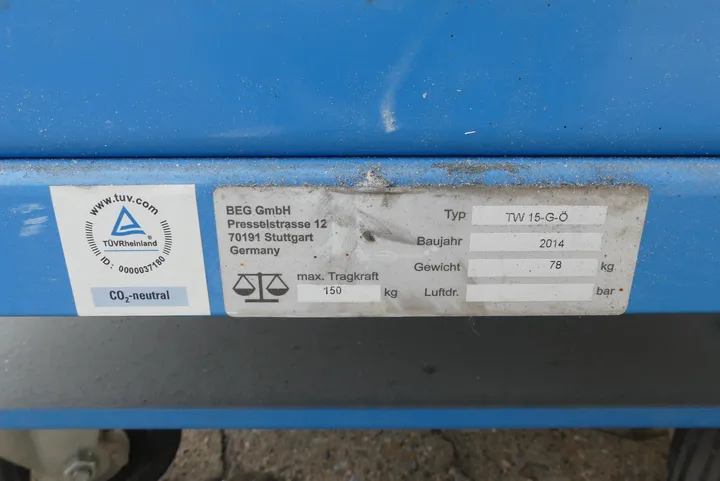 www.tuv.com
TÜVRheinland
ID: 0000037180
CO₂-neutral
BEG GmbH
Presselstrasse 12
70191 Stuttgart
Germany
max. Tragkraft
150 kg
Typ TW 15-G-Ö
Baujahr 2014
Gewicht 78 kg
Luftdr. bar